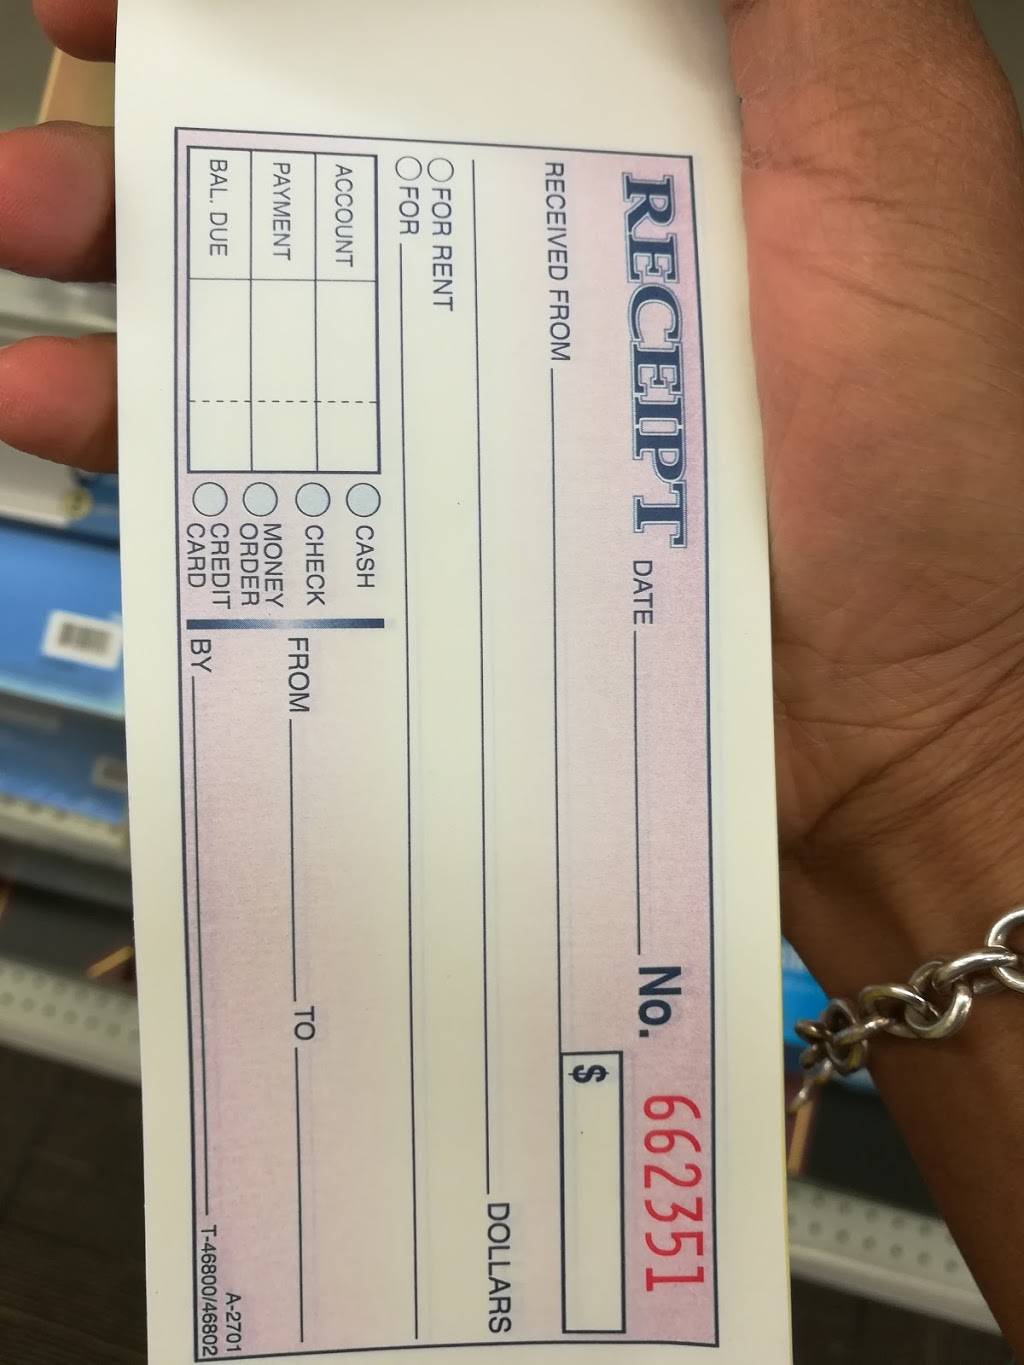 RECEIPT DATE No. 662351
RECEIVED FROM $
DOLLARS
FOR RENT
FOR
ACCOUNT
PAYMENT
BAL. DUE
CASH
CHECK
MONEY
ORDER
CREDIT
CARD
FROM TO
BY
A-2701
T-46800/46802